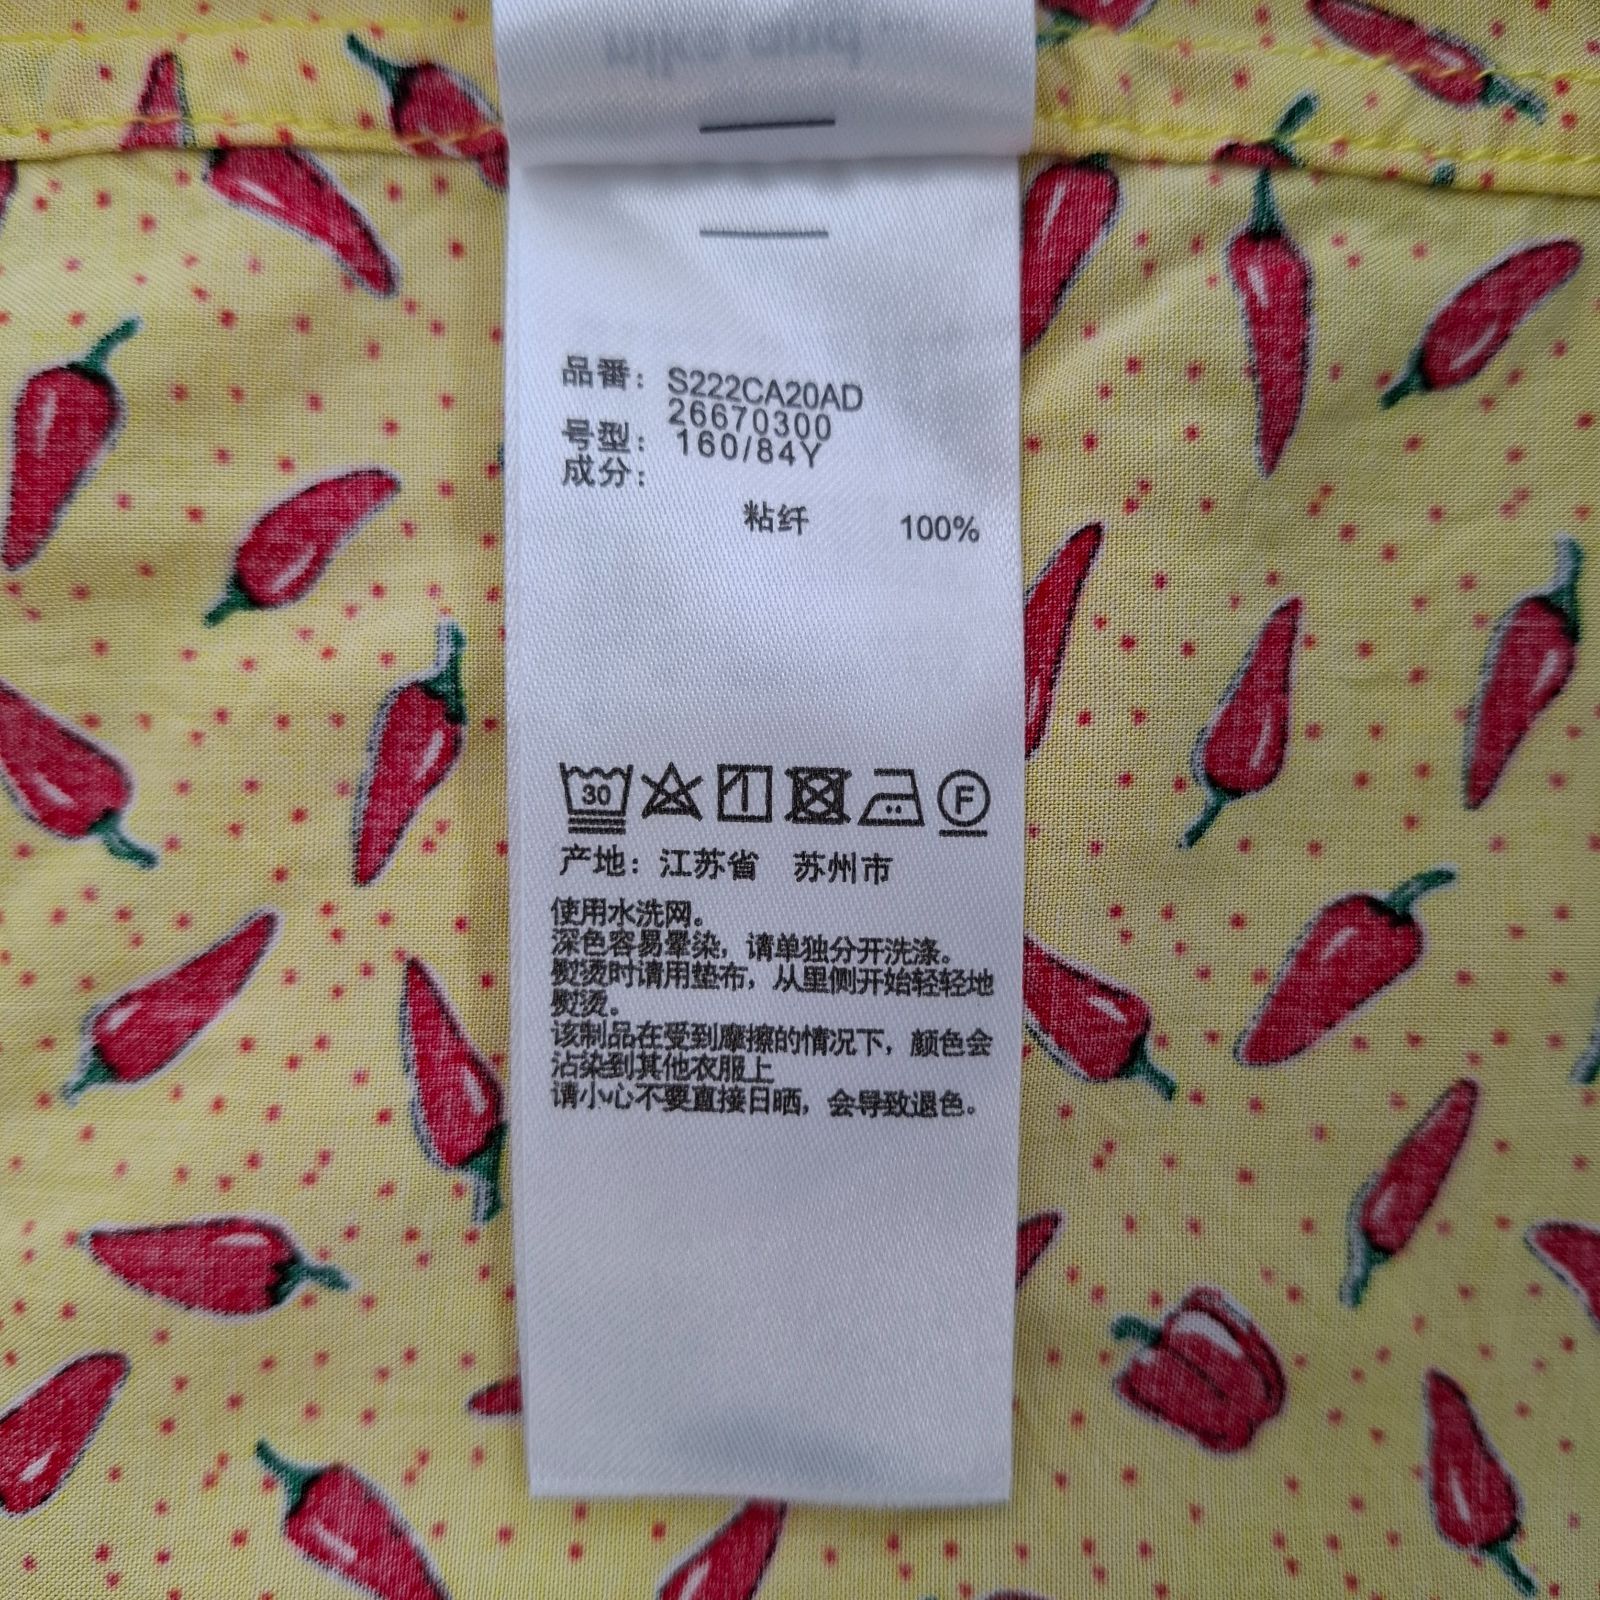 品番: S222CA20AD
26670300
号型: 160/84Y
成分:
粘纤 100%
30 F
产地: 江苏省 苏州市
使用水洗网。
深色容易晕染，请单独分开洗涤。
熨烫时请用垫布，从里侧开始轻轻地
熨烫。
该制品在受到摩擦的情况下，颜色会
沾染到其他衣服上
请小心不要直接日晒，会导致退色。